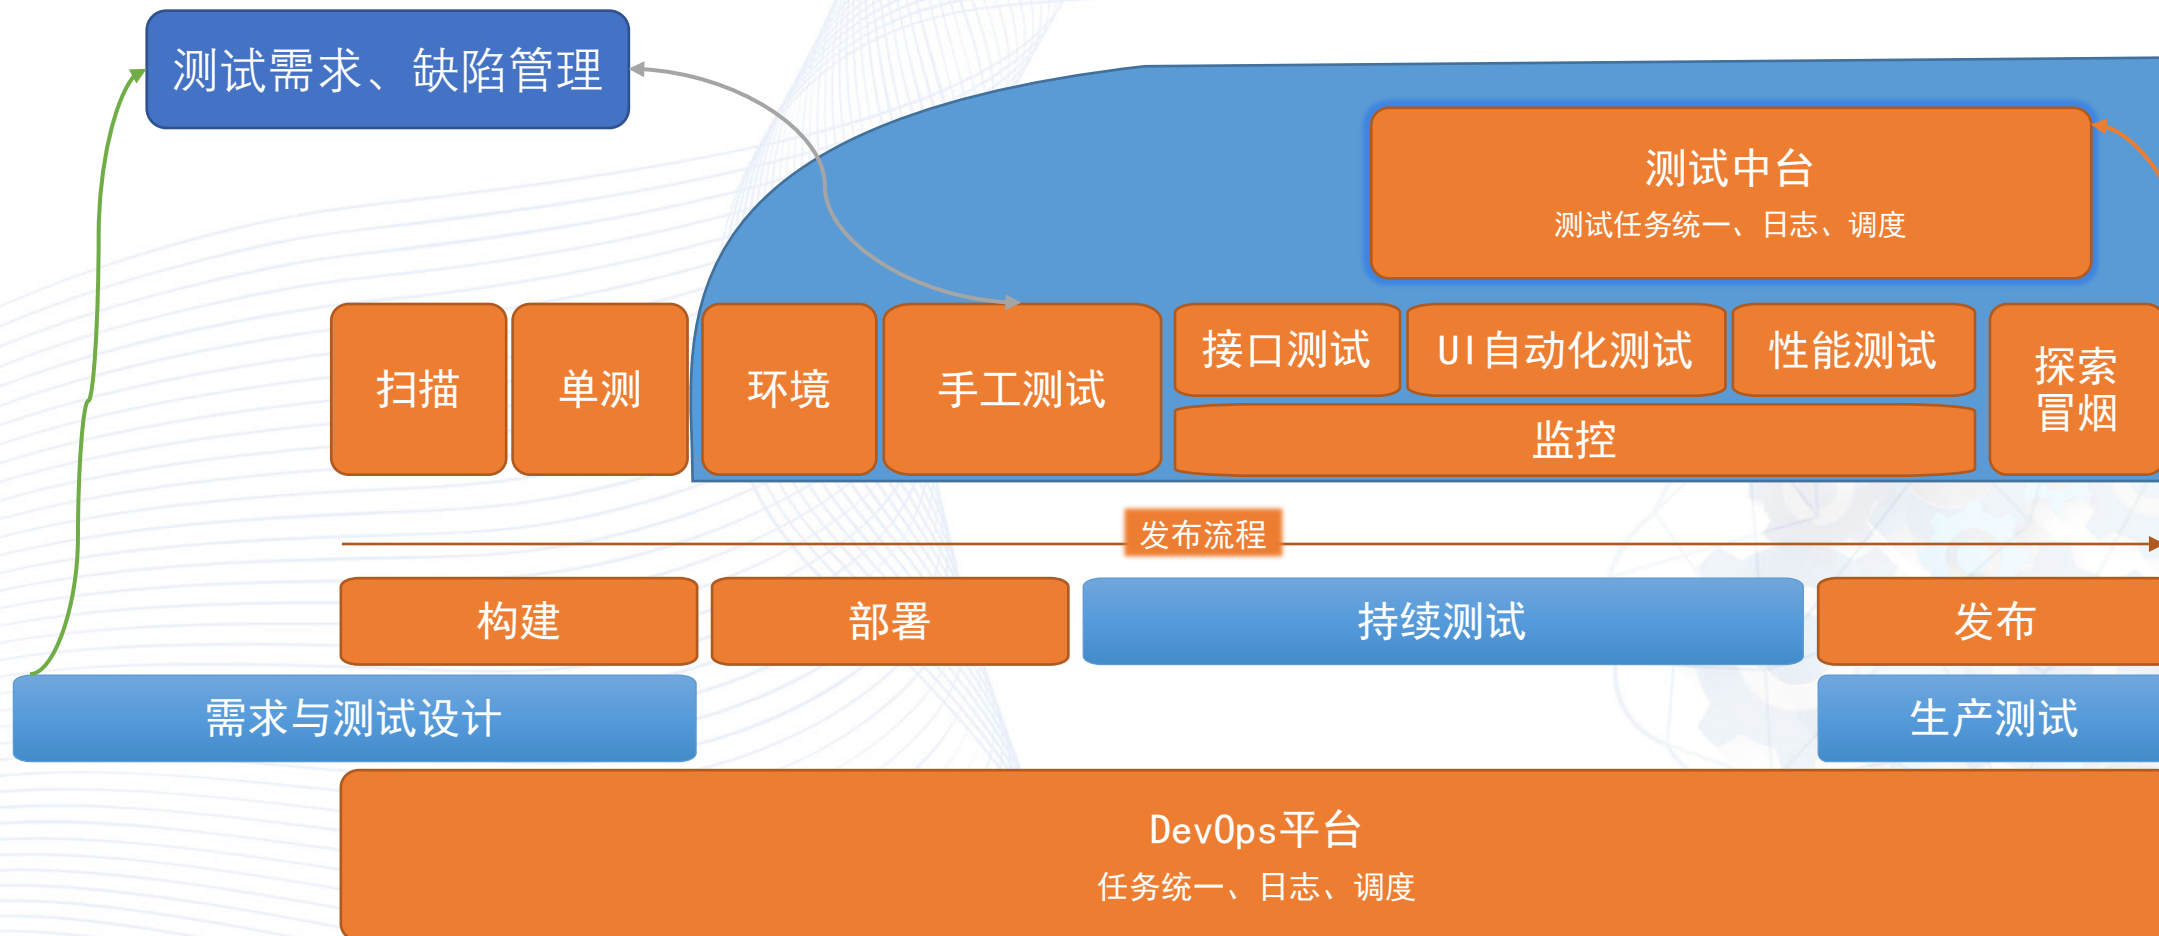 测试需求、缺陷管理
测试中台
测试任务统一、日志、调度
扫描
单测
环境
手工测试
接口测试
UI自动化测试
性能测试
监控
探索
冒烟
发布流程
构建
部署
持续测试
发布
需求与测试设计
生产测试
DevOps平台
任务统一、日志、调度